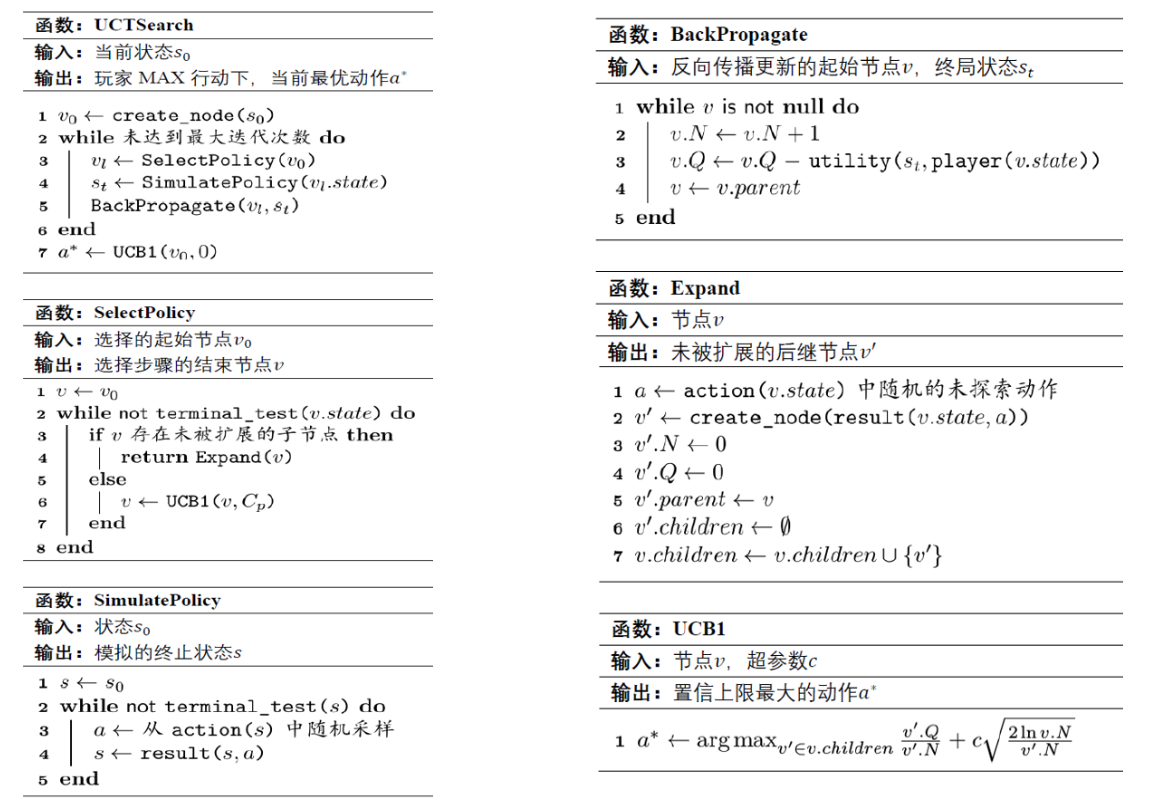 函数：UCTSearch
输入：当前状态s₀
输出：玩家 MAX 行动下，当前最优动作a*
1 v₀ ← create_node(s₀)
2 while 未达到最大迭代次数 do
3 vₗ ← SelectPolicy(v₀)
4 sₜ ← SimulatePolicy(vₗ.state)
5 BackPropagate(vₗ,sₜ)
6 end
7 a* ← UCB1(v₀,0)
函数：SelectPolicy
输入：选择的起始节点v₀
输出：选择步骤的结束节点v
1 v ← v₀
2 while not terminal_test(v.state) do
3 if v 存在未被扩展的子节点 then
4 return Expand(v)
5 else
6 v ← UCB1(v,Cₚ)
7 end
8 end
函数：SimulatePolicy
输入：状态s₀
输出：模拟的终止状态s
1 s ← s₀
2 while not terminal_test(s) do
3 a ← 从 action(s) 中随机采样
4 s ← result(s,a)
5 end
函数：BackPropagate
输入：反向传播更新的起始节点v，终局状态sₜ
1 while v is not null do
2 v.N ← v.N + 1
3 v.Q ← v.Q − utility(sₜ,player(v.state))
4 v ← v.parent
5 end
函数：Expand
输入：节点v
输出：未被扩展的后继节点v′
1 a ← action(v.state) 中随机的未探索动作
2 v′ ← create_node(result(v.state,a))
3 v′.N ← 0
4 v′.Q ← 0
5 v′.parent ← v
6 v′.children ← ∅
7 v.children ← v.children ∪ {v′}
函数：UCB1
输入：节点v，超参数c
输出：置信上限最大的动作a*
1 a* ← arg max_{v′∈v.children} v′.Q/v′.N + c√(2 ln v.N/v′.N)